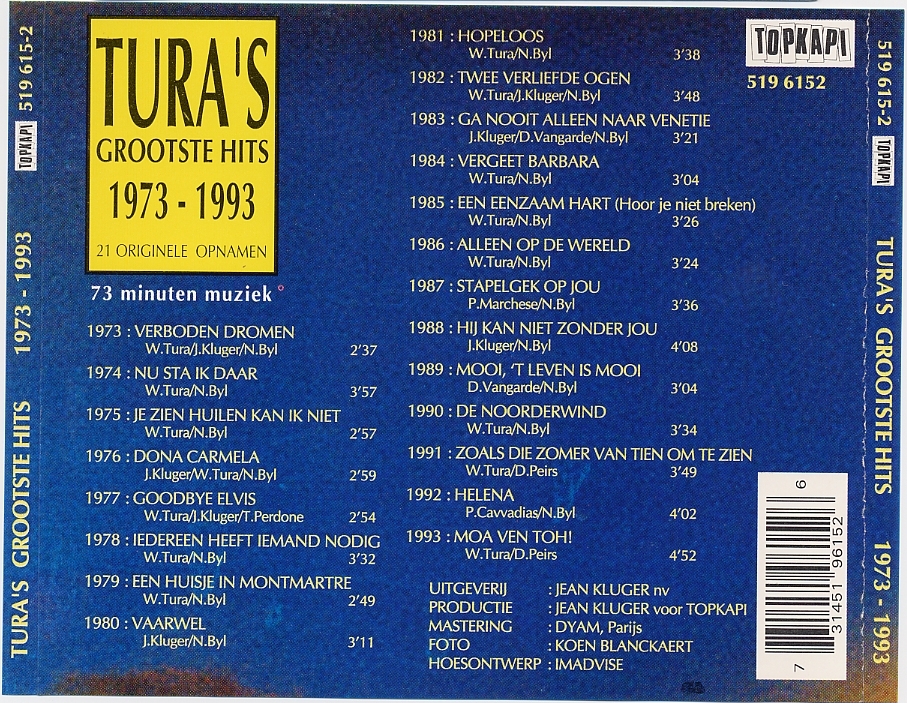 TURA'S GROOTSTE HITS 1973 - 1993 TOPKAPI 519 615-2
TURA'S
GROOTSTE HITS
1973 - 1993
21 ORIGINELE OPNAMEN
73 minuten muziek°
1973 : VERBODEN DROMEN
W.Tura/J.Kluger/N.Byl 2'37
1974 : NU STA IK DAAR
W.Tura/N.Byl 3'57
1975 : JE ZIEN HUILEN KAN IK NIET
W.Tura/N.Byl 2'57
1976 : DONA CARMELA
J.Kluger/W.Tura/N.Byl 2'59
1977 : GOODBYE ELVIS
W.Tura/J.Kluger/T.Perdone 2'54
1978 : IEDEREEN HEEFT IEMAND NODIG
W.Tura/N.Byl 3'32
1979 : EEN HUISJE IN MONTMARTRE
W.Tura/N.Byl 2'49
1980 : VAARWEL
J.Kluger/N.Byl 3'11
1981 : HOPELOOS
W.Tura/N.Byl 3'38
1982 : TWEE VERLIEFDE OGEN
W.Tura/J.Kluger/N.Byl 3'48
1983 : GA NOOIT ALLEEN NAAR VENETIE
J.Kluger/D.Vangarde/N.Byl 3'21
1984 : VERGEET BARBARA
W.Tura/N.Byl 3'04
1985 : EEN EENZAAM HART (Hoor je niet breken)
W.Tura/N.Byl 3'26
1986 : ALLEEN OP DE WERELD
W.Tura/N.Byl 3'24
1987 : STAPELGEK OP JOU
P.Marchese/N.Byl 3'36
1988 : HIJ KAN NIET ZONDER JOU
J.Kluger/N.Byl 4'08
1989 : MOOI, 'T LEVEN IS MOOI
D.Vangarde/N.Byl 3'04
1990 : DE NOORDERWIND
W.Tura/N.Byl 3'34
1991 : ZOALS DIE ZOMER VAN TIEN OM TE ZIEN
W.Tura/D.Peirs 3'49
1992 : HELENA
P.Cavvadias/N.Byl 4'02
1993 : MOA VEN TOH!
W.Tura/D.Peirs 4'52
UITGEVERIJ : JEAN KLUGER nv
PRODUCTIE : JEAN KLUGER voor TOPKAPI
MASTERING : DYAM, Parijs
FOTO : KOEN BLANCKAERT
HOESONTWERP : IMADVISE
TOPKAPI
519 6152
7 31451 96152 6
519 615-2 TOPKAPI TURA'S GROOTSTE HITS 1973 - 1993